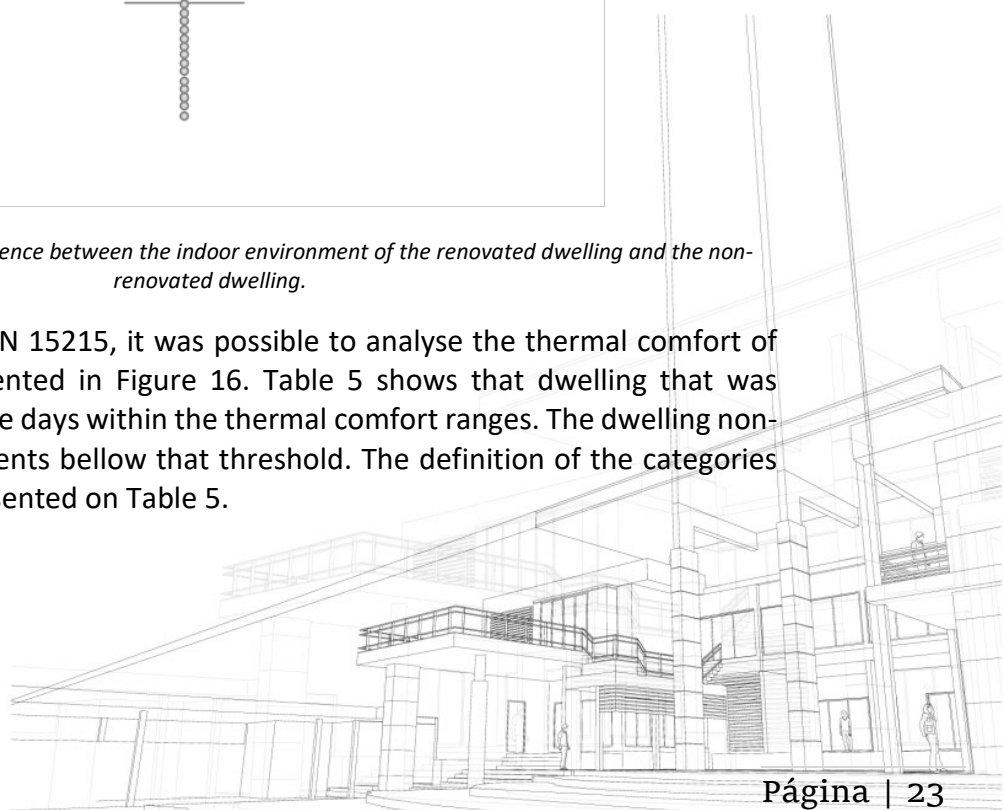 ence between the indoor environment of the renovated dwelling and the non-
renovated dwelling.
N 15215, it was possible to analyse the thermal comfort of
ented in Figure 16. Table 5 shows that dwelling that was
e days within the thermal comfort ranges. The dwelling non-
ents bellow that threshold. The definition of the categories
sented on Table 5.
Página | 23